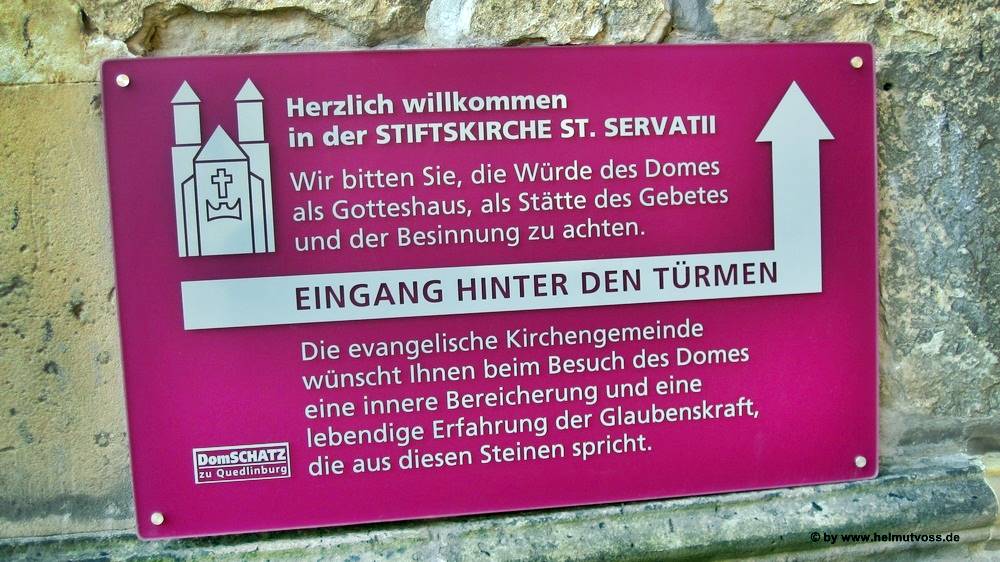 Herzlich willkommen
in der STIFTSKIRCHE ST. SERVATII
Wir bitten Sie, die Würde des Domes
als Gotteshaus, als Stätte des Gebetes
und der Besinnung zu achten.
EINGANG HINTER DEN TÜRMEN
Die evangelische Kirchengemeinde
wünscht Ihnen beim Besuch des Domes
eine innere Bereicherung und eine
lebendige Erfahrung der Glaubenskraft,
die aus diesen Steinen spricht.
DomSCHATZ
zu Quedlinburg
© by www.helmutvoss.de